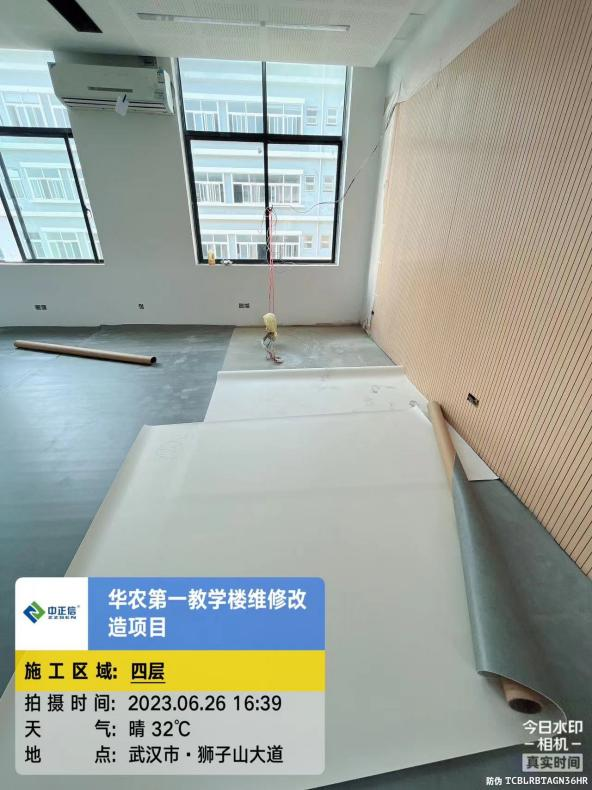 中正信®
ZZSEN
华农第一教学楼维修改
造项目
施工区域: 四层
拍摄时间: 2023.06.26 16:39
天气: 晴 32℃
地点: 武汉市·狮子山大道
今日水印
-相机-
真实时间
防伪 TCBLRBTAGN36HR